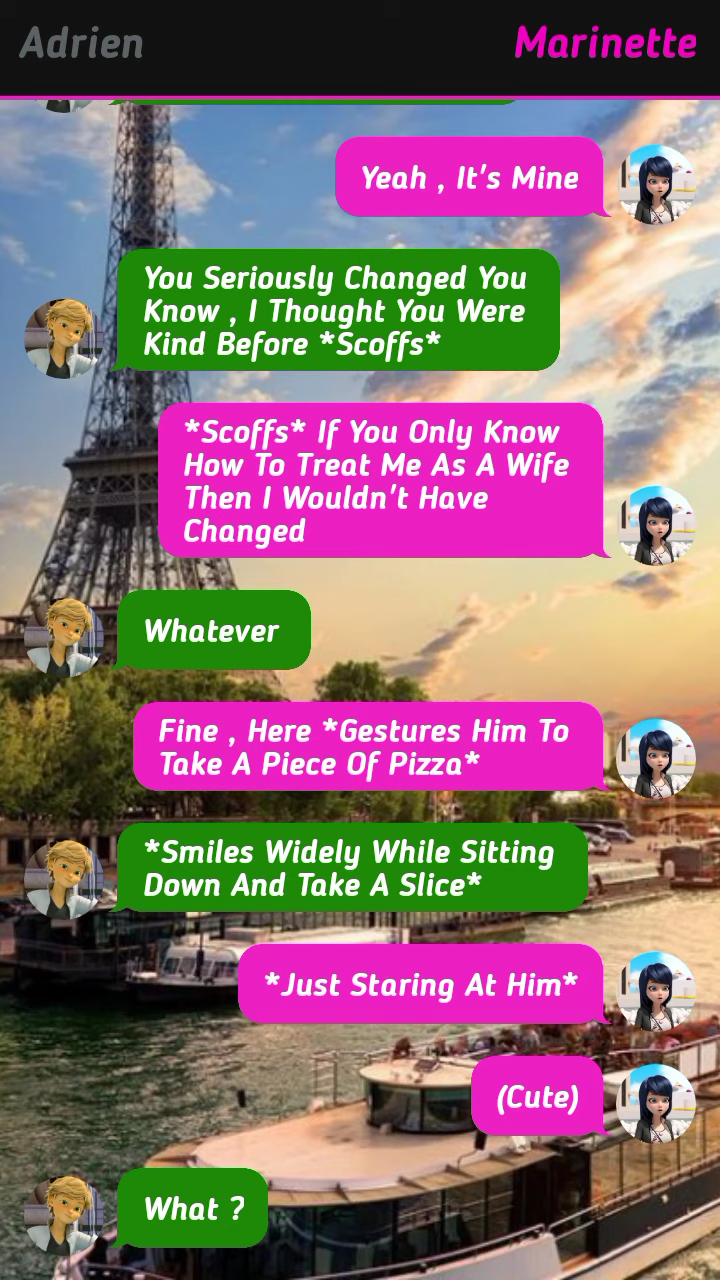 Adrien
Marinette
Yeah , It's Mine
You Seriously Changed You
Know , I Thought You Were
Kind Before *Scoffs*
*Scoffs* If You Only Know
How To Treat Me As A Wife
Then I Wouldn't Have
Changed
Whatever
Fine , Here *Gestures Him To
Take A Piece Of Pizza*
*Smiles Widely While Sitting
Down And Take A Slice*
*Just Staring At Him*
(Cute)
What ?